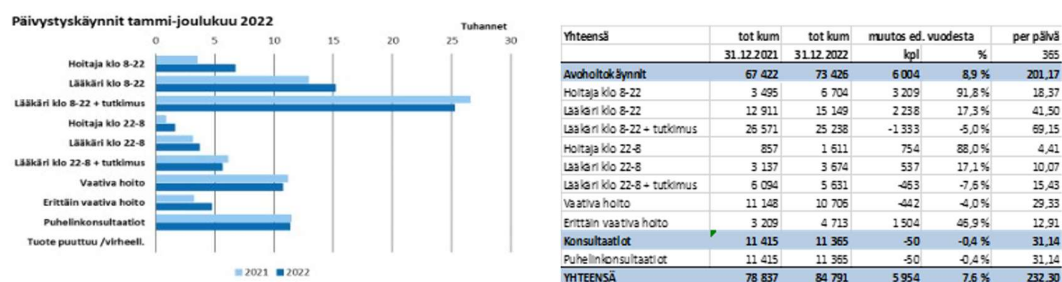 Päivystyskäynnit tammi-joulukuu 2022
Tuhannet
0 5 10 15 20 25 30
Hoitaja klo 8-22
Lääkäri klo 8-22
Lääkäri klo 8-22 + tutkimus
Hoitaja klo 22-8
Lääkäri klo 22-8
Lääkäri klo 22-8 + tutkimus
Vaativa hoito
Erittäin vaativa hoito
Puhelinkonsultaatiot
Tuote puuttuu /virheell.
2021 2022
Yhteensä tot kum tot kum muutos ed. vuodesta per päivä
31.12.2021 31.12.2022 kpl % 365
Avohoitokäynnit 67 422 73 426 6 004 8,9 % 201,17
Hoitaja klo 8-22 3 495 6 704 3 209 91,8 % 18,37
Lääkäri klo 8-22 12 911 15 149 2 238 17,3 % 41,50
Lääkäri klo 8-22 + tutkimus 26 571 25 238 -1 333 -5,0 % 69,15
Hoitaja klo 22-8 857 1 611 754 88,0 % 4,41
Lääkäri klo 22-8 3 137 3 674 537 17,1 % 10,07
Lääkäri klo 22-8 + tutkimus 6 094 5 631 -463 -7,6 % 15,43
Vaativa hoito 11 148 10 706 -442 -4,0 % 29,33
Erittäin vaativa hoito 3 209 4 713 1 504 46,9 % 12,91
Konsultaatiot 11 415 11 365 -50 -0,4 % 31,14
Puhelinkonsultaatiot 11 415 11 365 -50 -0,4 % 31,14
YHTEENSÄ 78 837 84 791 5 954 7,6 % 232,30